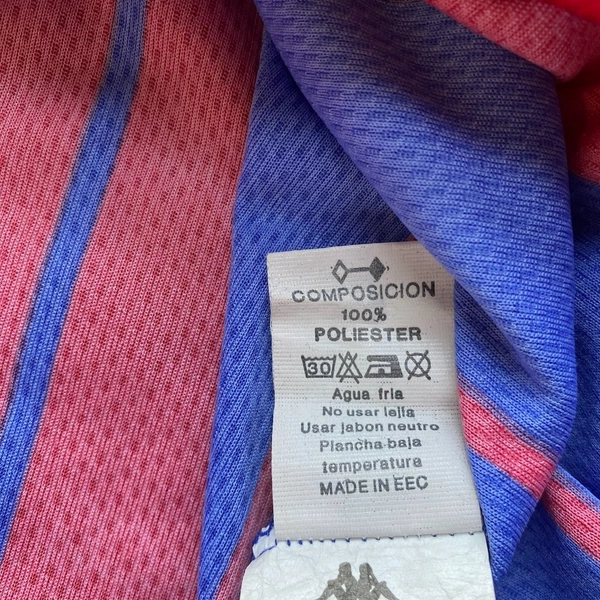 COMPOSICION
100%
POLIESTER
30
Agua fria
No usar lejia
Usar jabon neutro
Plancha baja
temperatura
MADE IN EEC